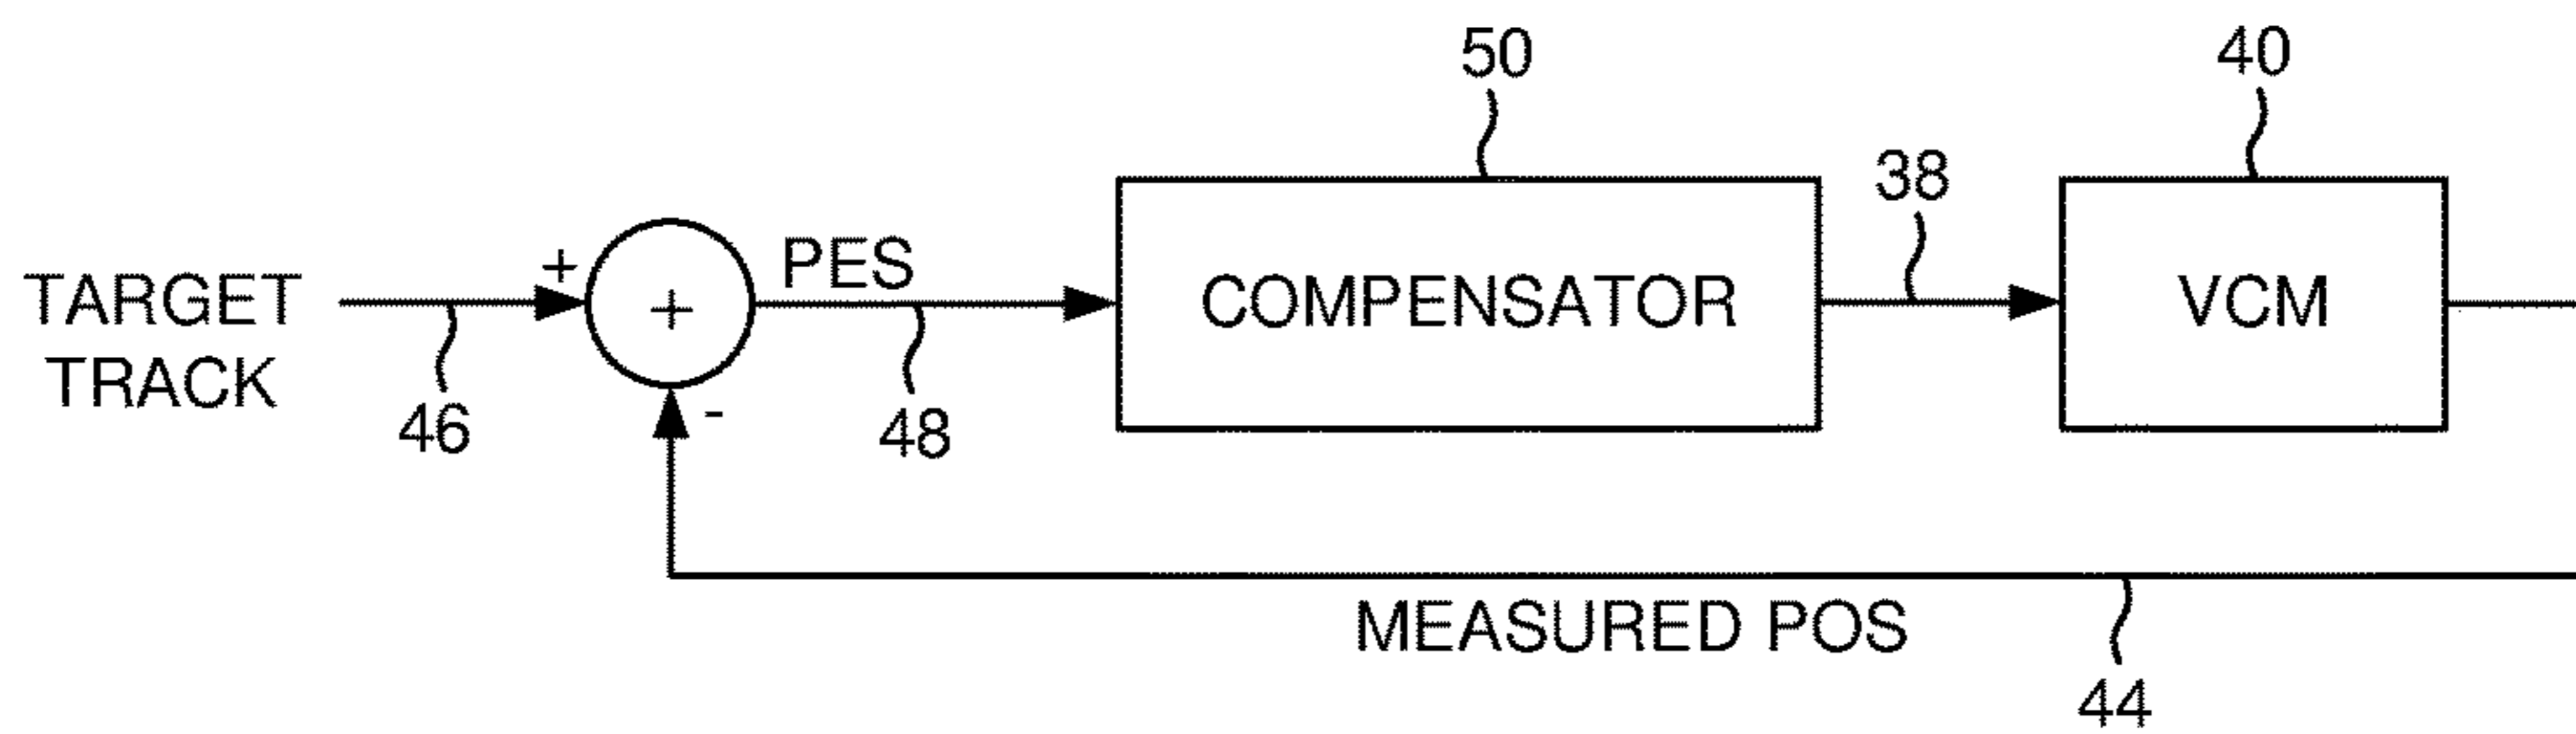 50
40
38
+
PES
TARGET
TRACK
+
COMPENSATOR
VCM
46
-
48
MEASURED POS
44